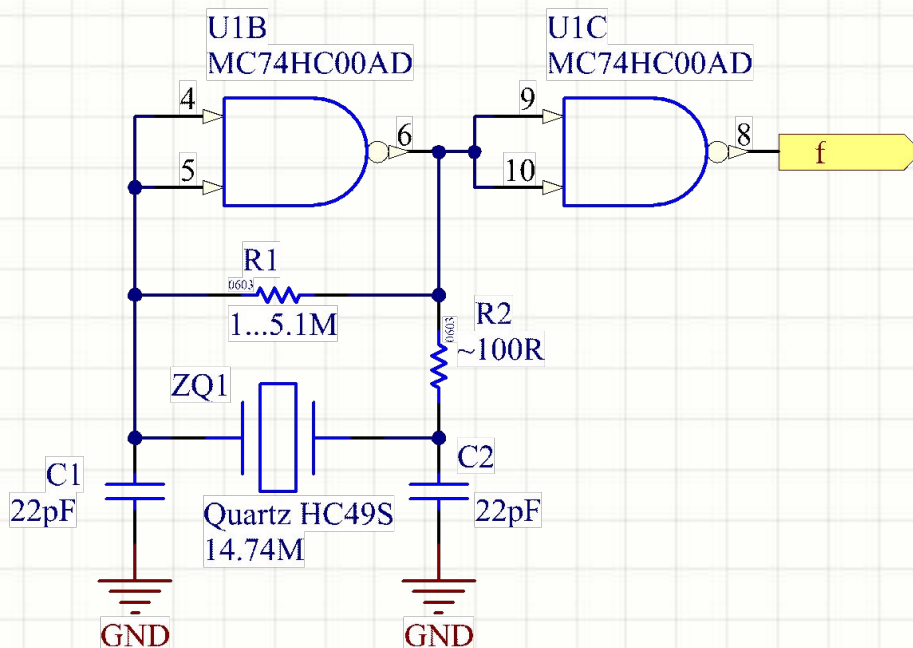 U1B
MC74HC00AD
4
5
6
U1C
MC74HC00AD
9
10
8
f
R1
0603
1...5.1M
R2
0603
~100R
ZQ1
Quartz HC49S
14.74M
C1
22pF
C2
22pF
GND
GND